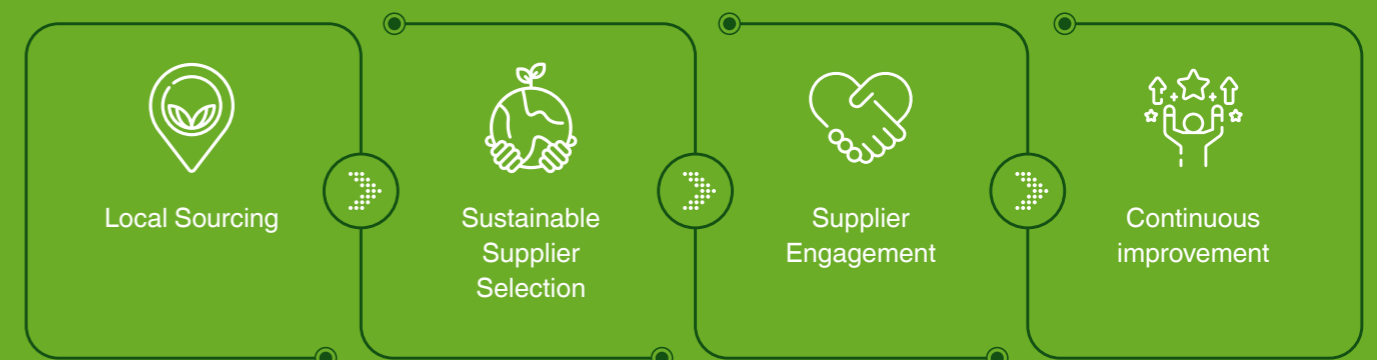 Local Sourcing
Sustainable
Supplier
Selection
Supplier
Engagement
Continuous
improvement